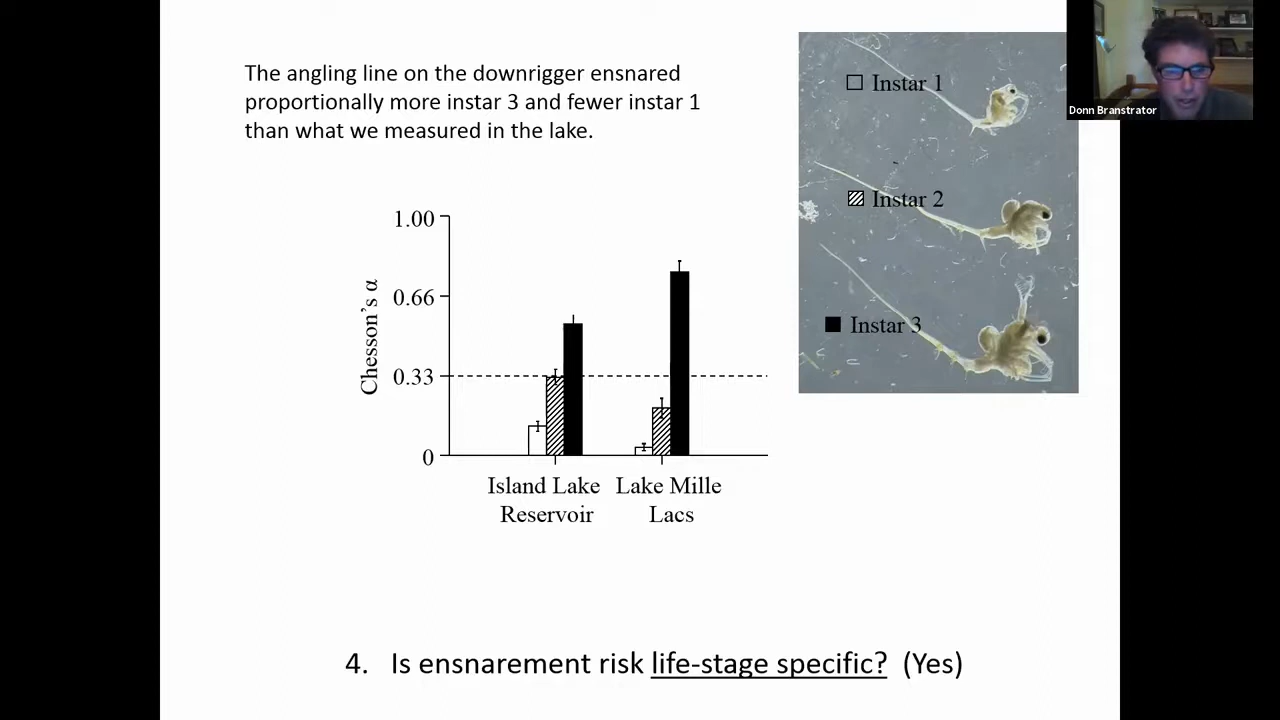 The angling line on the downrigger ensnared
proportionally more instar 3 and fewer instar 1
than what we measured in the lake.
Instar 1
Instar 2
Instar 3
Donn Branstrator
Chesson's α
1.00
0.66
0.33
0
Island Lake
Reservoir
Lake Mille
Lacs
4. Is ensnarement risk life-stage specific? (Yes)